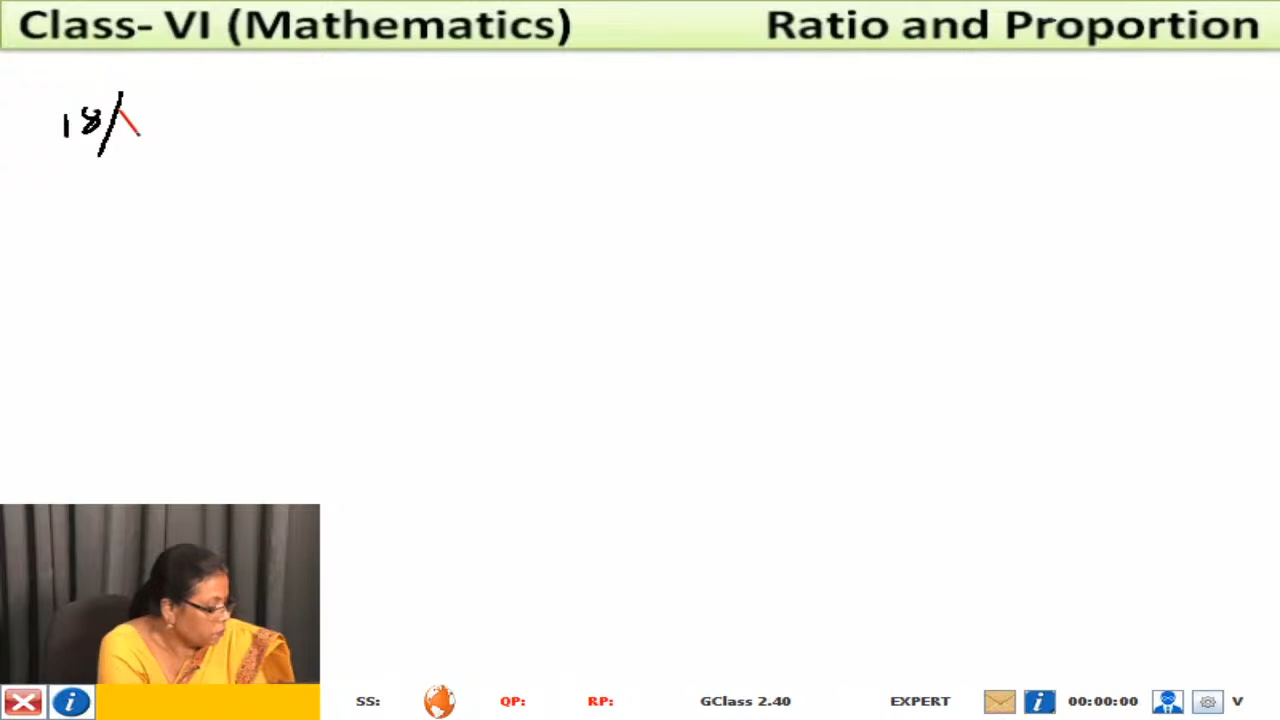 Class- VI (Mathematics) Ratio and Proportion
18/
SS: QP: RP: GClass 2.40 EXPERT 00:00:00 V